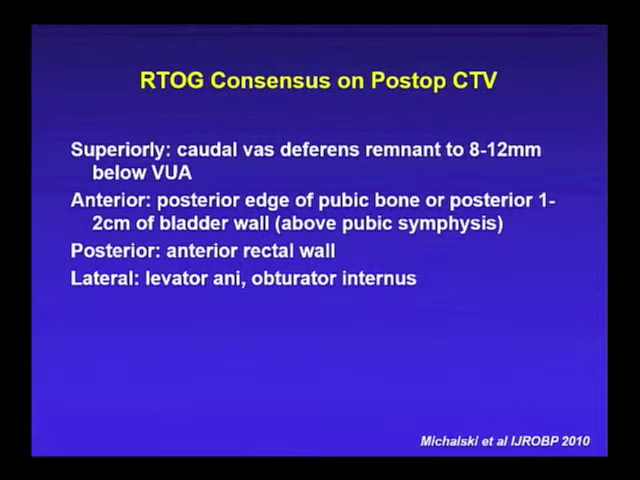 RTOG Consensus on Postop CTV
Superiorly: caudal vas deferens remnant to 8-12mm
below VUA
Anterior: posterior edge of pubic bone or posterior 1-
2cm of bladder wall (above pubic symphysis)
Posterior: anterior rectal wall
Lateral: levator ani, obturator internus
Michalski et al IJROBP 2010